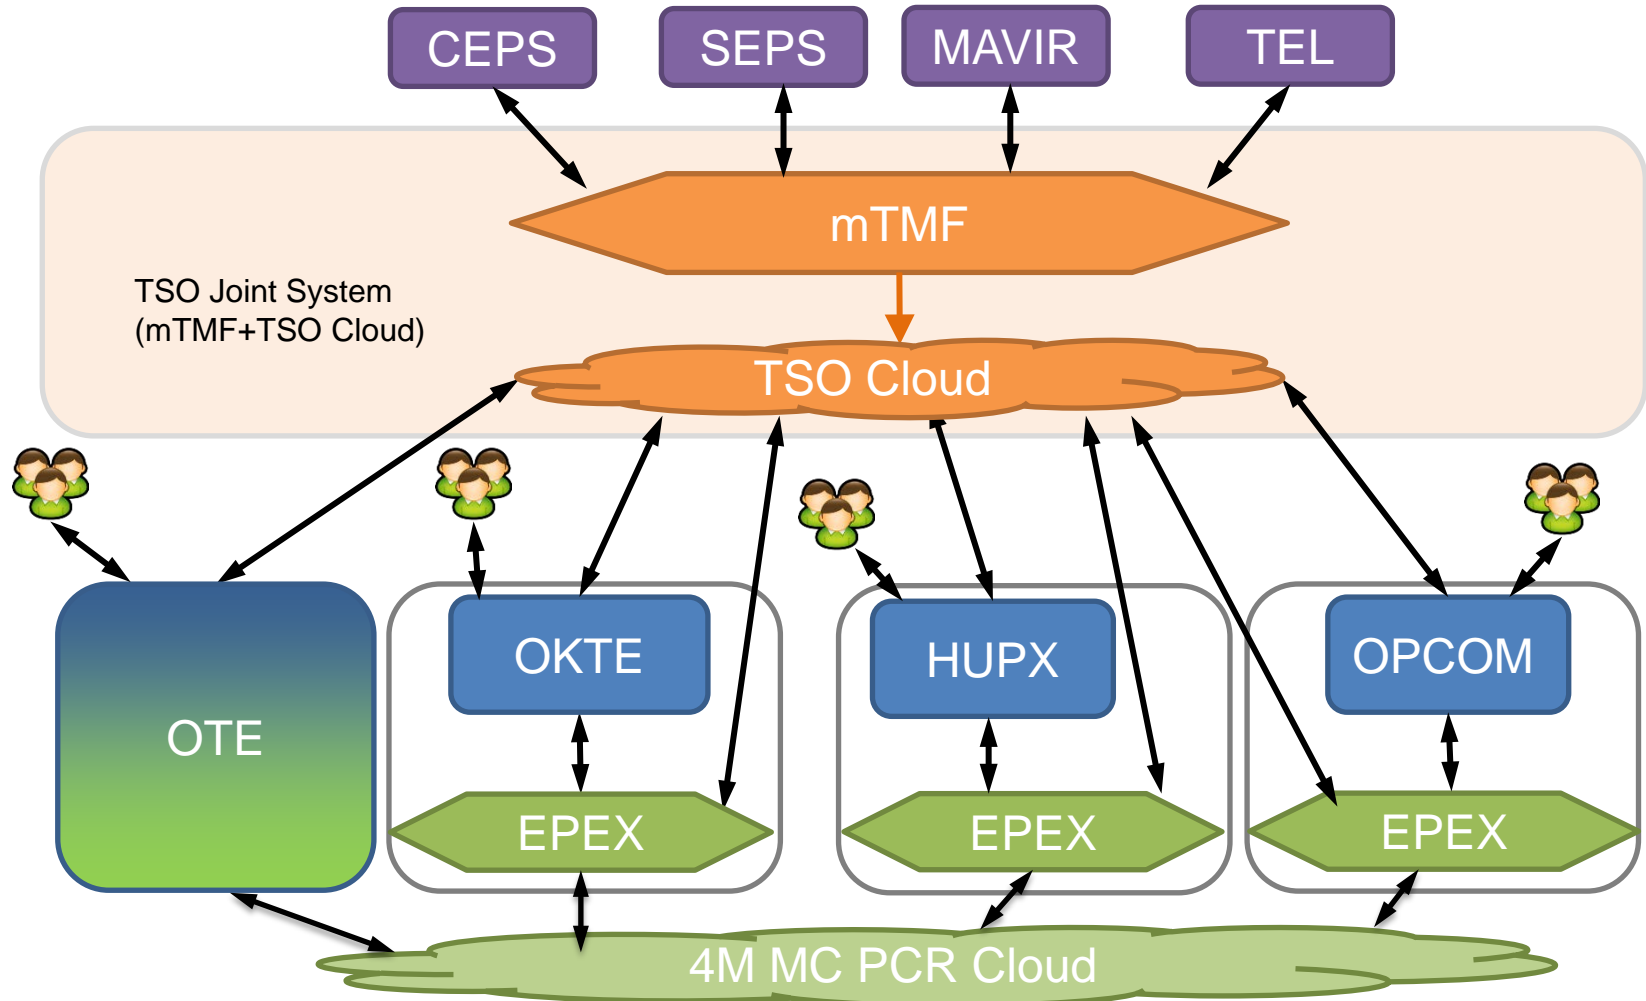 CEPS
SEPS
MAVIR
TEL
mTMF
TSO Joint System
(mTMF+TSO Cloud)
TSO Cloud
OKTE
HUPX
OPCOM
OTE
EPEX
EPEX
EPEX
4M MC PCR Cloud